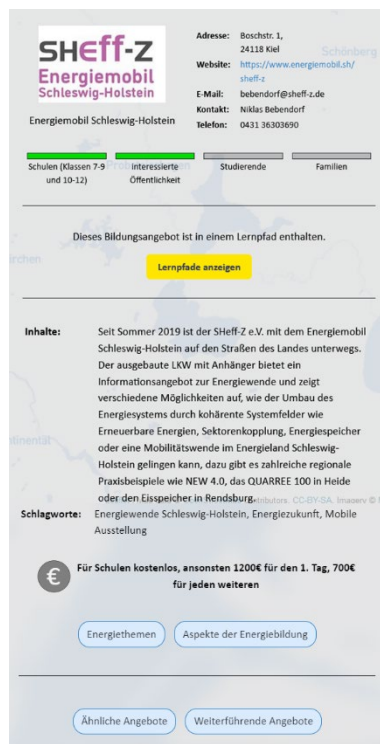 SHeff-Z
Energiemobil
Schleswig-Holstein
Energiemobil Schleswig-Holstein
Adresse: Boschstr. 1,
24118 Kiel
Website: https://www.energiemobil.sh/
sheff-z
E-Mail: bebendorf@sheff-z.de
Kontakt: Niklas Bebendorf
Telefon: 0431 36303690
Schönberg
Schulen (Klassen 7-9
und 10-12)
Interessierte
Öffentlichkeit
Studierende
Familien
Dieses Bildungsangebot ist in einem Lernpfad enthalten.
irchen
Lernpfade anzeigen
Inhalte: Seit Sommer 2019 ist der SHeff-Z e.V. mit dem Energiemobil
Schleswig-Holstein auf den Straßen des Landes unterwegs.
Der ausgebaute LKW mit Anhänger bietet ein
Informationsangebot zur Energiewende und zeigt
verschiedene Möglichkeiten auf, wie der Umbau des
Energiesystems durch kohärente Systemfelder wie
Erneuerbare Energien, Sektorenkopplung, Energiespeicher
oder eine Mobilitätswende im Energieland Schleswig-
Holstein gelingen kann, dazu gibt es zahlreiche regionale
Praxisbeispiele wie NEW 4.0, das QUARREE 100 in Heide
oder den Eisspeicher in Rendsburg.
tributors. CC-BY-SA. Imagery ©
Schlagworte: Energiewende Schleswig-Holstein, Energiezukunft, Mobile
Ausstellung
€
Für Schulen kostenlos, ansonsten 1200€ für den 1. Tag, 700€
für jeden weiteren
Energiethemen
Aspekte der Energiebildung
Ähnliche Angebote
Weiterführende Angebote